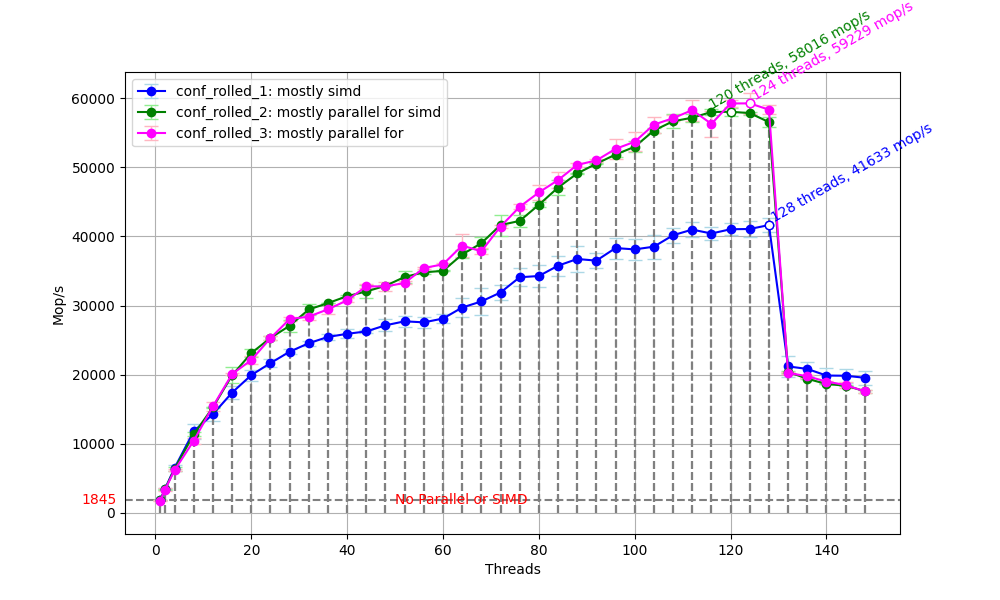 120 threads, 58016 mop/s
124 threads, 59229 mop/s
conf_rolled_1: mostly simd
conf_rolled_2: mostly parallel for simd
conf_rolled_3: mostly parallel for
128 threads, 41633 mop/s
Mop/s
60000
50000
40000
30000
20000
10000
1845
No Parallel or SIMD
0
0 20 40 60 80 100 120 140
Threads